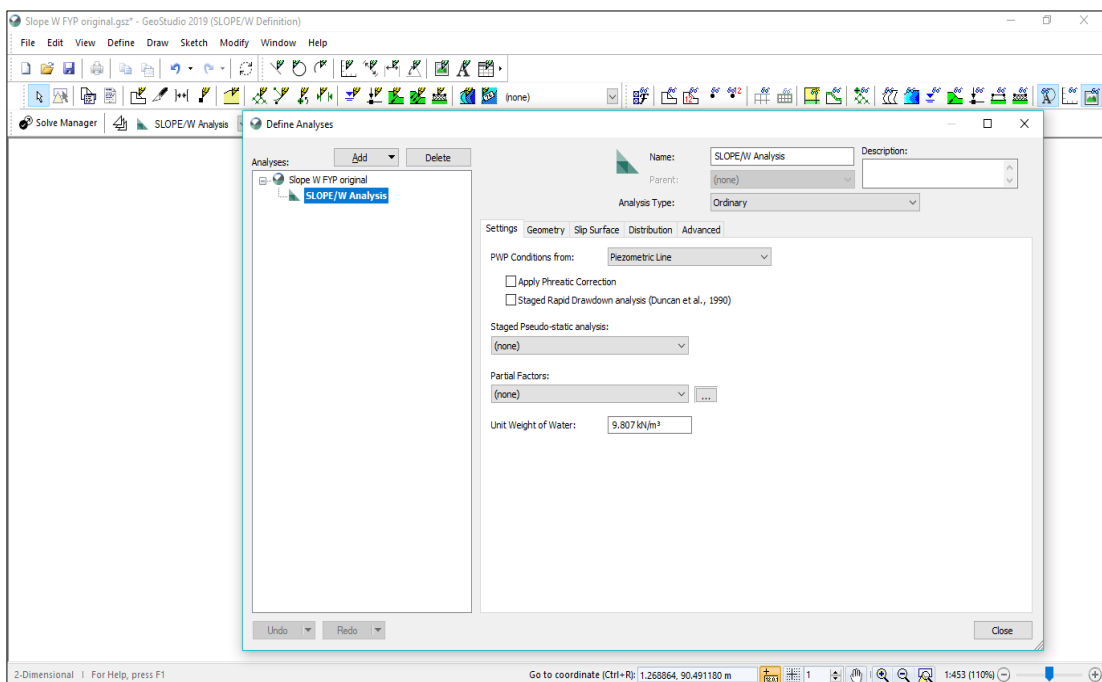 Slope W FYP original.gsz* - GeoStudio 2019 (SLOPE/W Definition)
File Edit View Define Draw Sketch Modify Window Help
(none)
Solve Manager SLOPE/W Analysis
Define Analyses
Analyses: Add Delete
Slope W FYP original
SLOPE/W Analysis
Name: SLOPE/W Analysis Description:
Parent: (none)
Analysis Type: Ordinary
Settings Geometry Slip Surface Distribution Advanced
PWP Conditions from: Piezometric Line
Apply Phreatic Correction
Staged Rapid Drawdown analysis (Duncan et al., 1990)
Staged Pseudo-static analysis:
(none)
Partial Factors:
(none) ...
Unit Weight of Water: 9.807 kN/m³
Undo Redo Close
2-Dimensional | For Help, press F1 Go to coordinate (Ctrl+R): 1.268864, 90.491180 m 1 1:453 (110%)